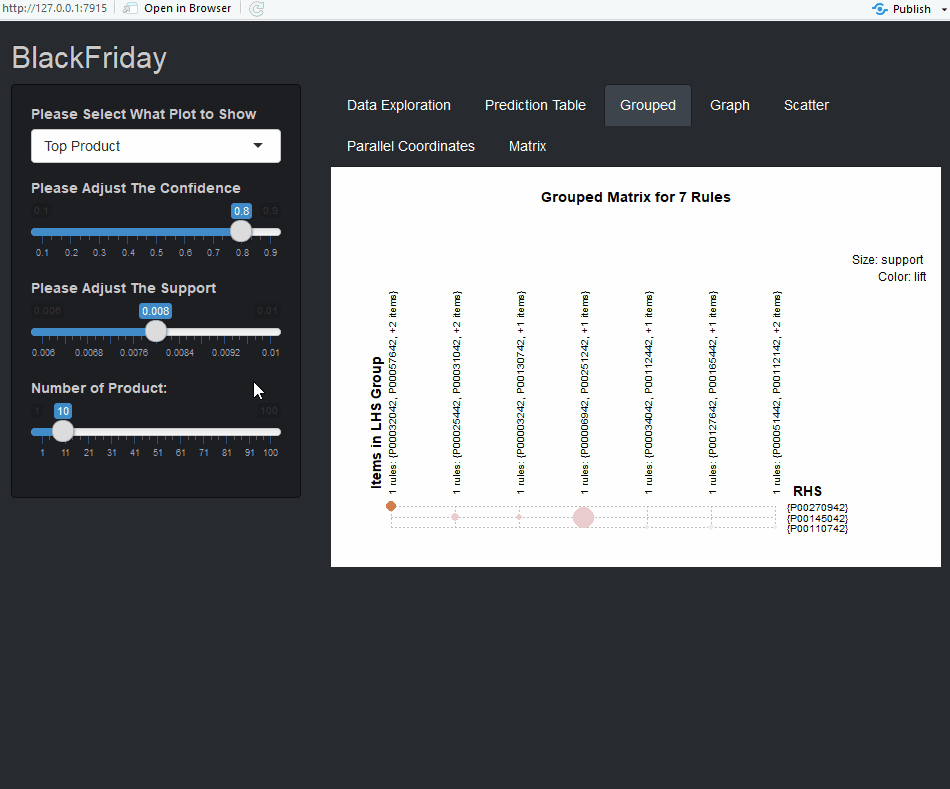 http://127.0.0.1:7915 Open in Browser Publish
BlackFriday
Please Select What Plot to Show
Top Product
Please Adjust The Confidence
0.1 0.8 0.9
0.1 0.2 0.3 0.4 0.5 0.6 0.7 0.8 0.9
Please Adjust The Support
0.006 0.008 0.01
0.006 0.0068 0.0076 0.0084 0.0092 0.01
Number of Product:
1 10 100
1 11 21 31 41 51 61 71 81 91 100
Data Exploration Prediction Table Grouped Graph Scatter
Parallel Coordinates Matrix
Grouped Matrix for 7 Rules
Size: support
Color: lift
Items in LHS Group
1 rules: {P00032042, P00057642, +2 items}
1 rules: {P00025442, P00031042, +2 items}
1 rules: {P00003242, P00130742, +1 items}
1 rules: {P00006942, P00251242, +1 items}
1 rules: {P00034042, P00112442, +1 items}
1 rules: {P00127642, P00165442, +1 items}
1 rules: {P00051442, P00112142, +2 items}
RHS
{P00270942}
{P00145042}
{P00110742}